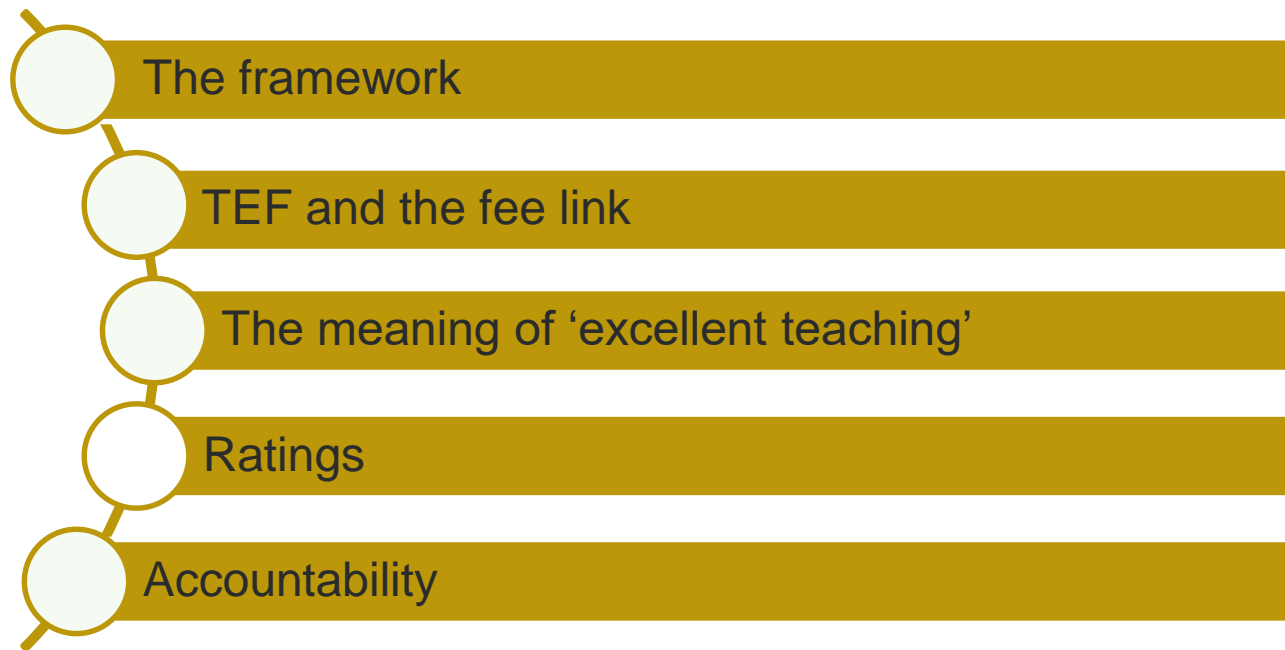 The framework
TEF and the fee link
The meaning of ‘excellent teaching’
Ratings
Accountability